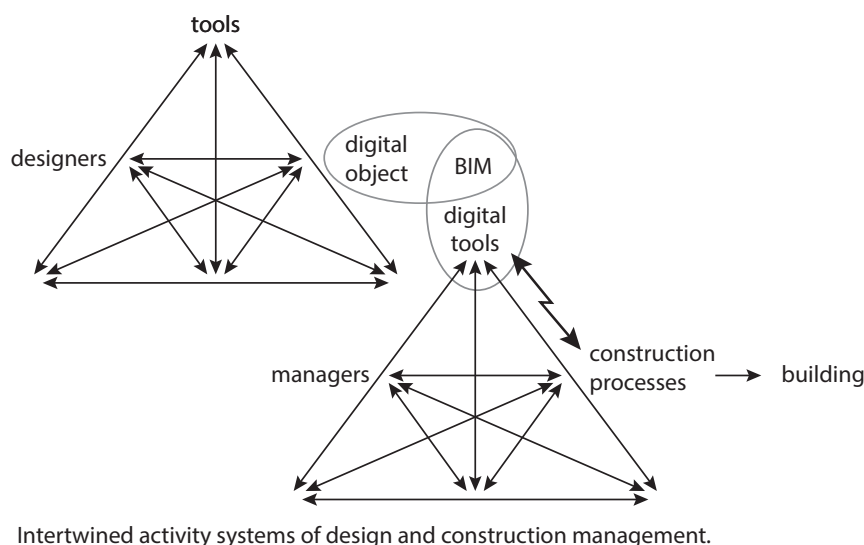 tools
designers
digital
object
BIM
digital
tools
managers
construction
processes
building
Intertwined activity systems of design and construction management.